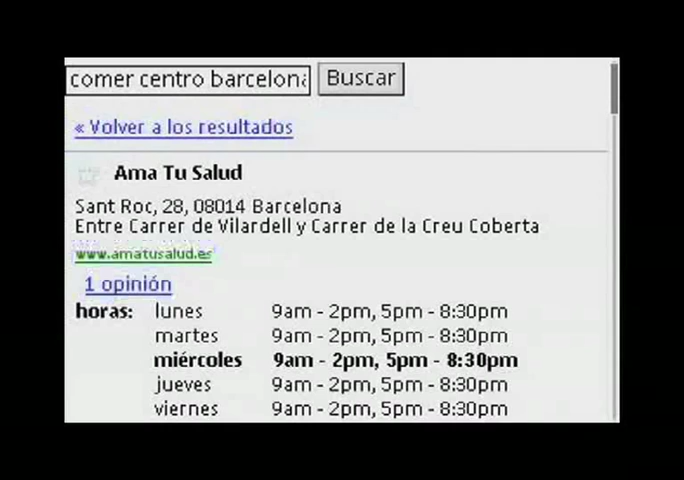 comer centro barcelona Buscar
« Volver a los resultados
Ama Tu Salud
Sant Roc, 28, 08014 Barcelona
Entre Carrer de Vilardell y Carrer de la Creu Coberta
www.amatusalud.es
1 opinión
horas: lunes 9am - 2pm, 5pm - 8:30pm
martes 9am - 2pm, 5pm - 8:30pm
miércoles 9am - 2pm, 5pm - 8:30pm
jueves 9am - 2pm, 5pm - 8:30pm
viernes 9am - 2pm, 5pm - 8:30pm